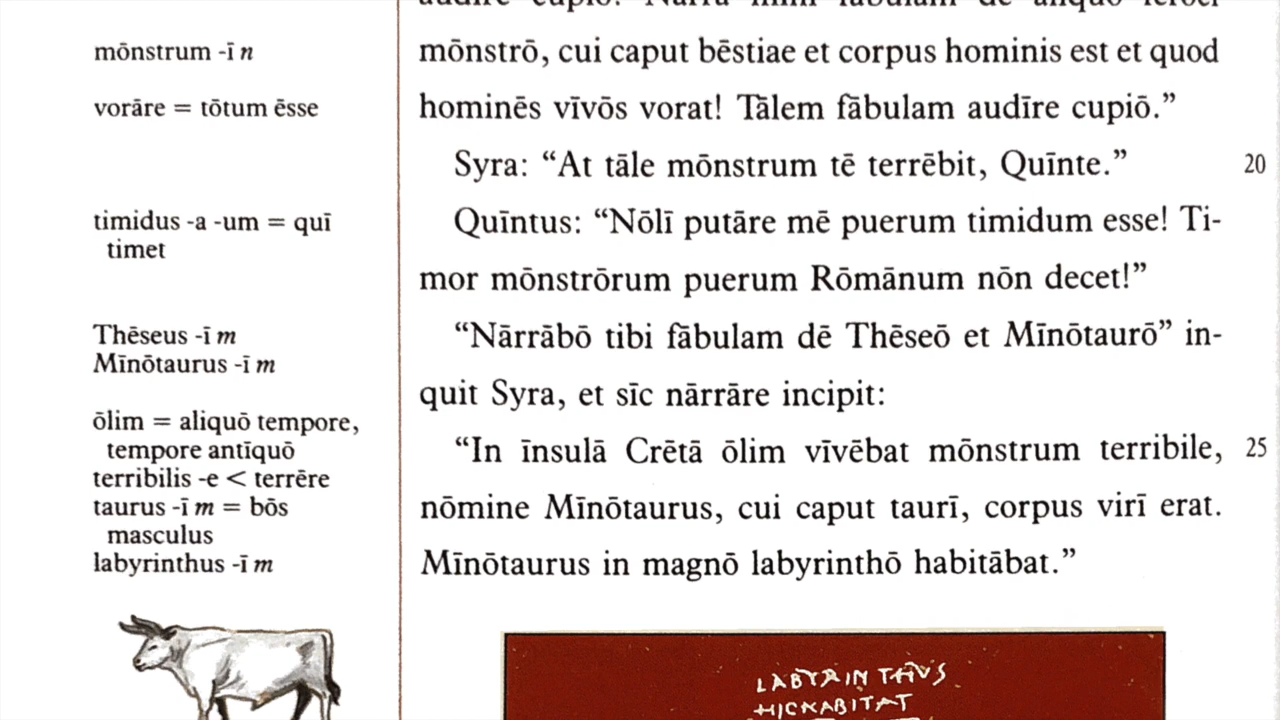 mōnstrum -ī n
vorāre = tōtum ēsse
timidus -a -um = quī
timet
Thēseus -ī m
Mīnōtaurus -ī m
ōlim = aliquō tempore,
tempore antīquō
terribilis -e < terrēre
taurus -ī m = bōs
masculus
labyrinthus -ī m
mōnstrō, cui caput bēstiae et corpus hominis est et quod
hominēs vīvōs vorat! Tālem fābulam audīre cupiō.”
Syra: “At tāle mōnstrum tē terrēbit, Quīnte.”
20
Quīntus: “Nōlī putāre mē puerum timidum esse! Ti-
mor mōnstrōrum puerum Rōmānum nōn decet!”
“Nārrābō tibi fābulam dē Thēseō et Mīnōtaurō” in-
quit Syra, et sīc nārrāre incipit:
“In īnsulā Crētā ōlim vīvēbat mōnstrum terribile,
25
nōmine Mīnōtaurus, cui caput taurī, corpus virī erat.
Mīnōtaurus in magnō labyrinthō habitābat.”
LABYRINTHUS
HIC HABITAT